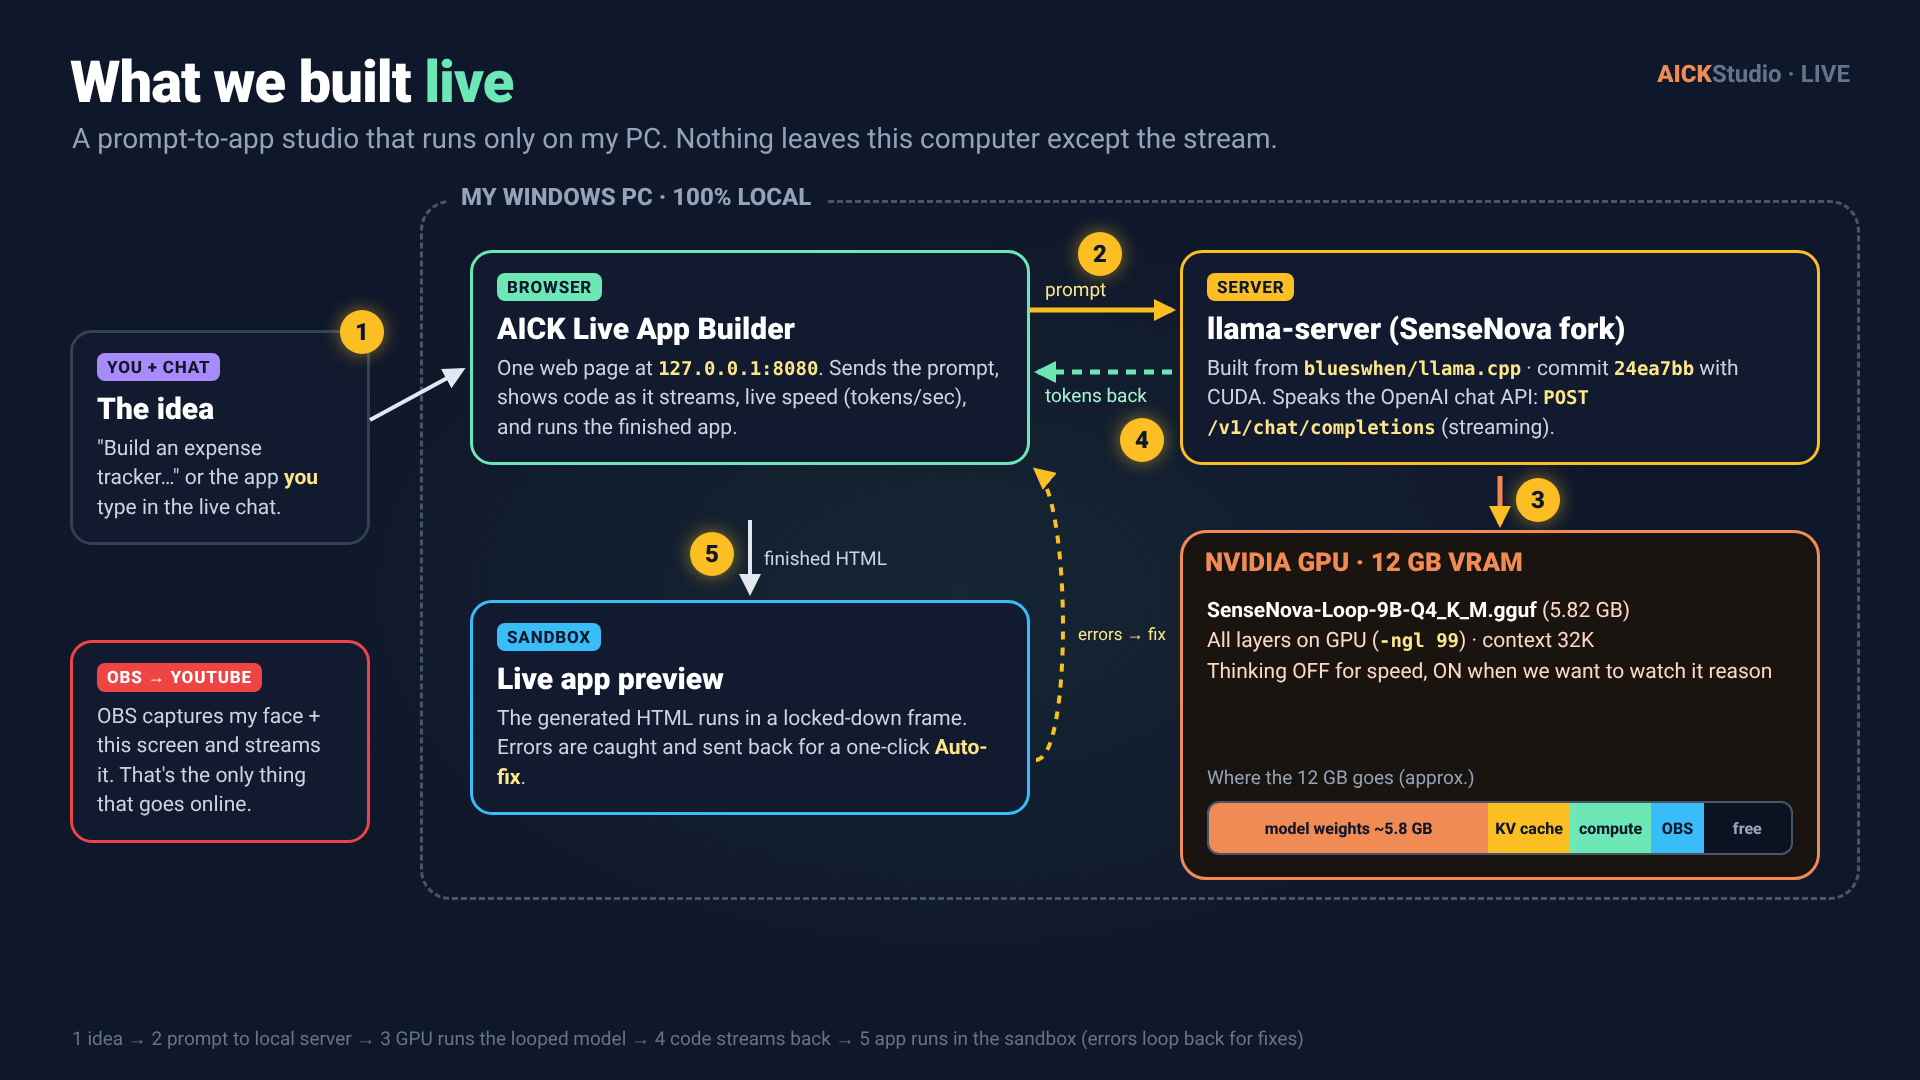 What we built live
AICKStudio · LIVE
A prompt-to-app studio that runs only on my PC. Nothing leaves this computer except the stream.
MY WINDOWS PC · 100% LOCAL
1
YOU + CHAT
The idea
"Build an expense
tracker…" or the app you
type in the live chat.
OBS → YOUTUBE
OBS captures my face +
this screen and streams
it. That's the only thing
that goes online.
BROWSER
AICK Live App Builder
One web page at 127.0.0.1:8080. Sends the prompt,
shows code as it streams, live speed (tokens/sec),
and runs the finished app.
2
prompt
tokens back
4
SERVER
llama-server (SenseNova fork)
Built from blueswhen/llama.cpp · commit 24ea7bb with
CUDA. Speaks the OpenAI chat API: POST
/v1/chat/completions (streaming).
3
5
finished HTML
SANDBOX
Live app preview
The generated HTML runs in a locked-down frame.
Errors are caught and sent back for a one-click Auto-
fix.
errors → fix
NVIDIA GPU · 12 GB VRAM
SenseNova-Loop-9B-Q4_K_M.gguf (5.82 GB)
All layers on GPU (-ngl 99) · context 32K
Thinking OFF for speed, ON when we want to watch it reason
Where the 12 GB goes (approx.)
model weights ~5.8 GB KV cache compute OBS free
1 idea → 2 prompt to local server → 3 GPU runs the looped model → 4 code streams back → 5 app runs in the sandbox (errors loop back for fixes)